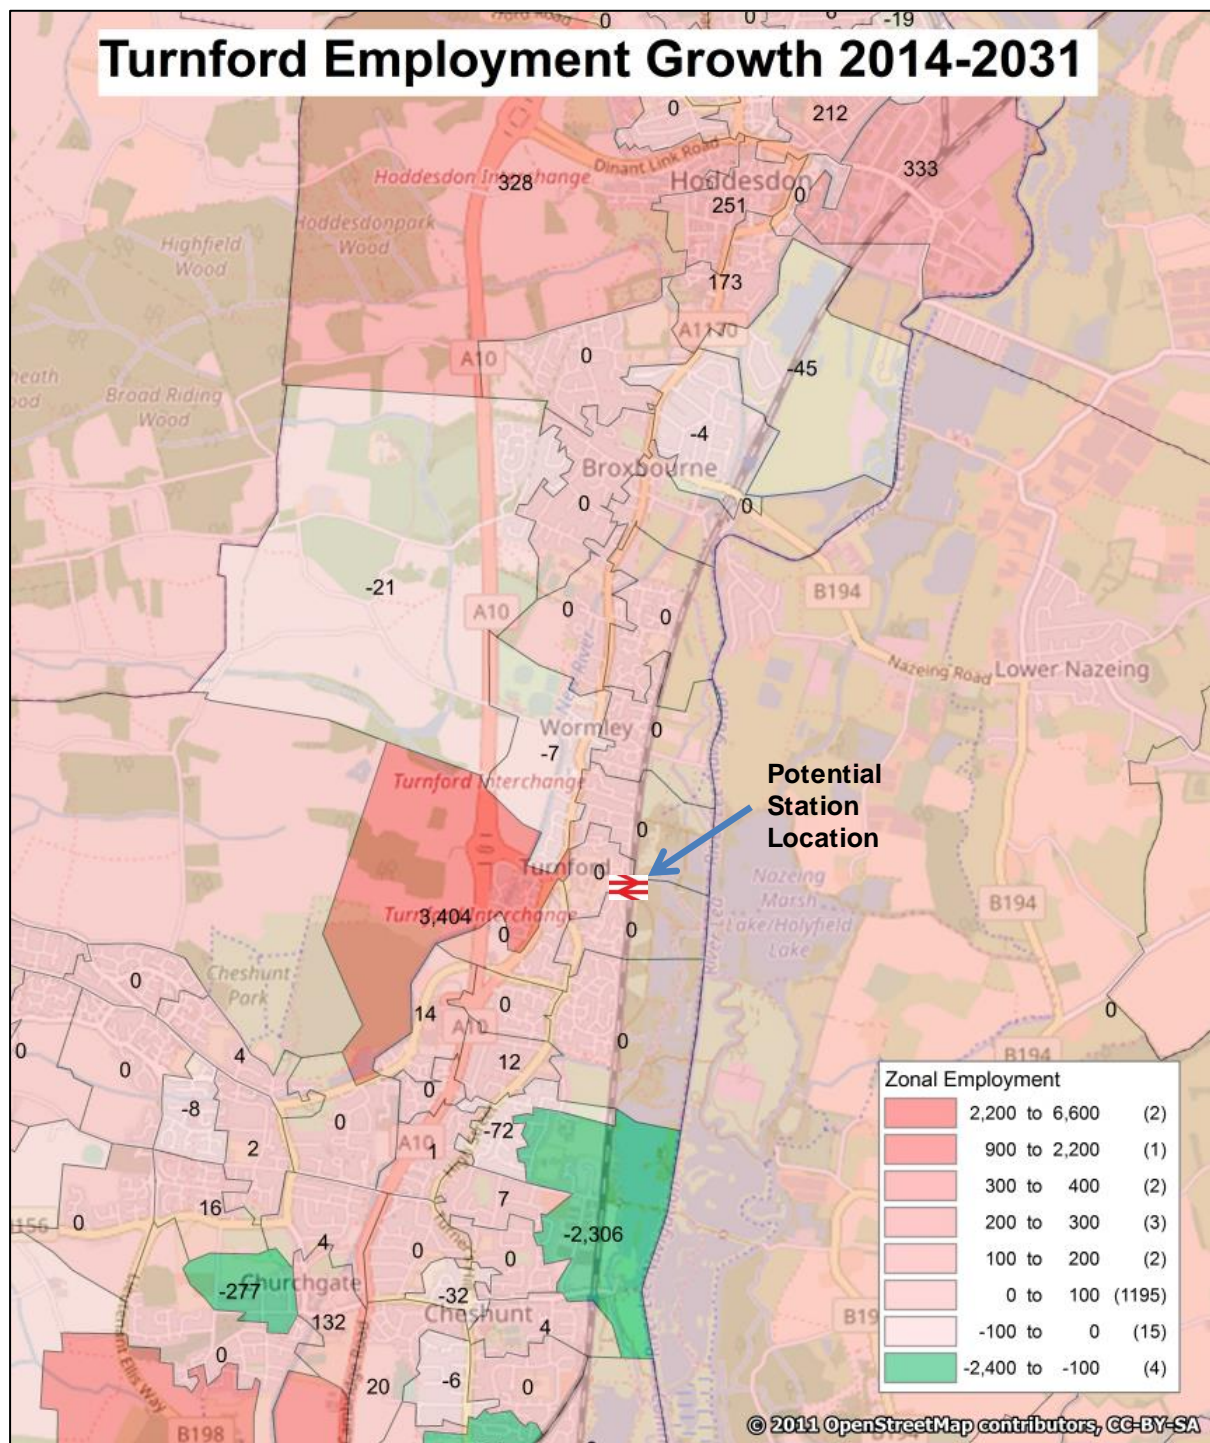 Turnford Employment Growth 2014-2031
0
0
-19
0
212
Dinant Link Road
333
Hoddesdon Interchange
328
Hoddesdon
251
0
Hoddesdonpark
Wood
Highfield
Wood
173
A1170
0
A10
-45
Broad Riding
Wood
-4
Broxbourne
0
0
-21
A10
0
0
B194
New River
Nazeing Road
Lower Nazeing
Wormley
0
-7
Turnford Interchange
Potential
Station
Location
0
Turnford
0
Nazeing
Marsh
Lake/Holyfield
Lake
B194
Turnford Interchange
3,404
0
0
Cheshunt
Park
0
14
0
A10
0
0
4
0
12
0
B194
0
-8
0
-72
A10
1
2
7
16
0
4
0
0
-2,306
Churchgate
-277
-32
Cheshunt
132
4
0
20
-6
0
B198
Zonal Employment
2,200 to 6,600 (2)
900 to 2,200 (1)
300 to 400 (2)
200 to 300 (3)
100 to 200 (2)
0 to 100 (1195)
-100 to 0 (15)
-2,400 to -100 (4)
© 2011 OpenStreetMap contributors, CC-BY-SA